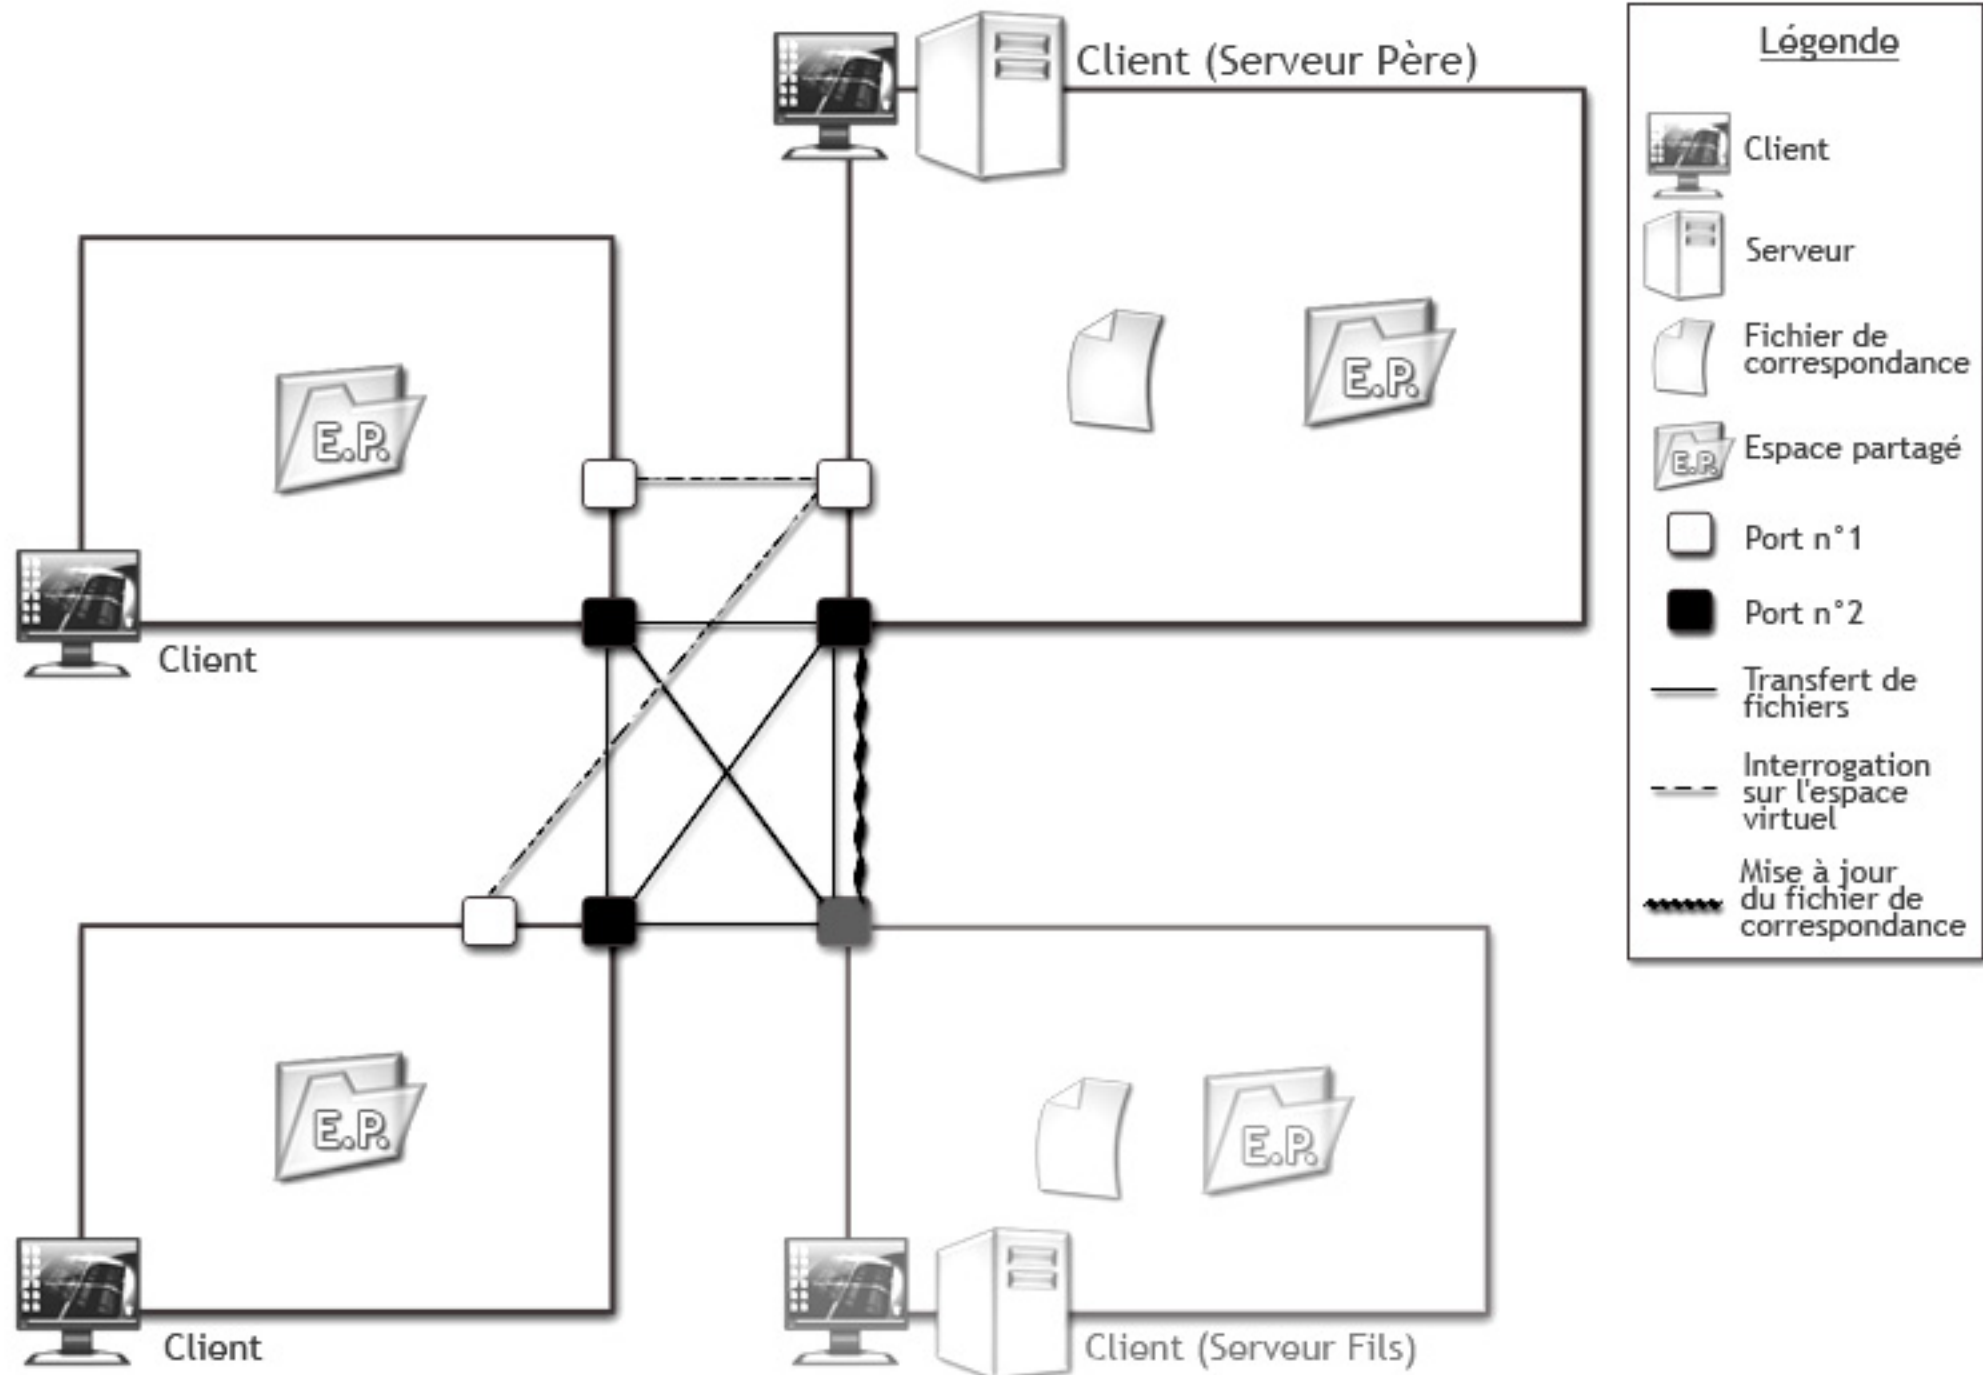 Client (Serveur Père)
E.P.
E.P.
Client
E.P.
E.P.
Client
Client (Serveur Fils)
Légende
Client
Serveur
Fichier de
correspondance
E.P.
Espace partagé
Port n°1
Port n°2
Transfert de
fichiers
Interrogation
sur l'espace
virtuel
Mise à jour
du fichier de
correspondance